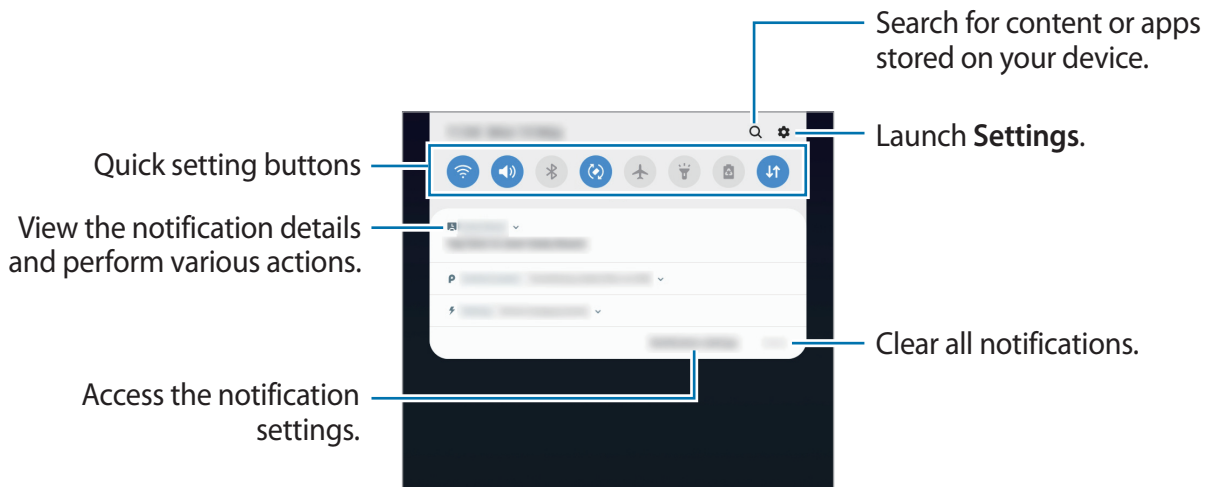 Search for content or apps
stored on your device.
Launch Settings.
Quick setting buttons
View the notification details
and perform various actions.
Clear all notifications.
Access the notification
settings.